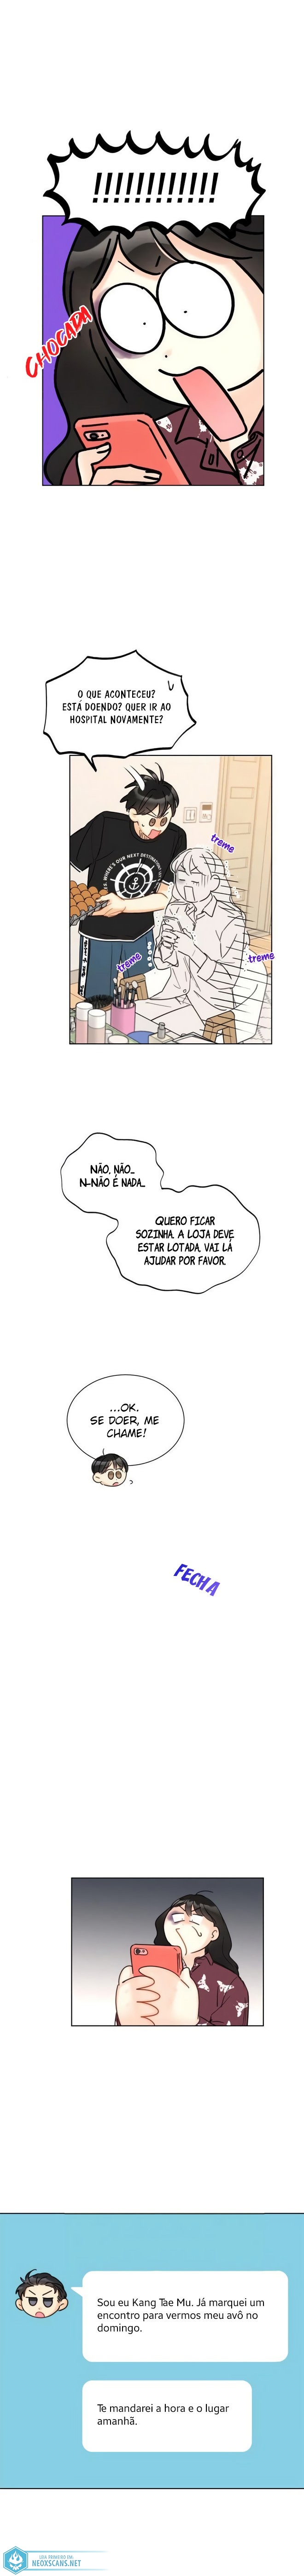 !!!!!!!!!!!!
CHOCADA
O QUE ACONTECEU?
ESTÁ DOENDO? QUER IR AO
HOSPITAL NOVAMENTE?
treme
treme
treme
NÃO, NÃO...
N-NÃO É NADA...
QUERO FICAR
SOZINHA. A LOJA DEVE
ESTAR LOTADA. VAI LÁ
AJUDAR POR FAVOR.
...OK.
SE DOER, ME
CHAME!
FECHA
Sou eu Kang Tae Mu. Já marquei um
encontro para vermos meu avô no
domingo.
Te mandarei a hora e o lugar
amanhã.
LEIA PRIMEIRO EM:
NEOXSCANS.NET